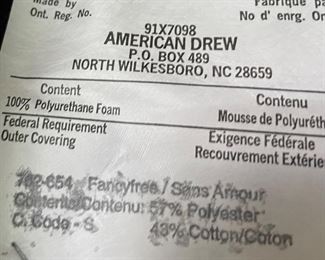 Made by
Fabrique pa
Ont. Reg. No.
No d' enrg. On
91X7098
AMERICAN DREW
P.O. BOX 489
NORTH WILKESBORO, NC 28659
Content
Contenu
100% Polyurethane Foam
Mousse de Polyuréth
Federal Requirement
Exigence Fédérale
Outer Covering
Recouvrement Extérie
782-654 Fancyfree / Sans Amour
Contents/Contenu: 57% Polyester
C. Code - S 43% Cotton/Coton